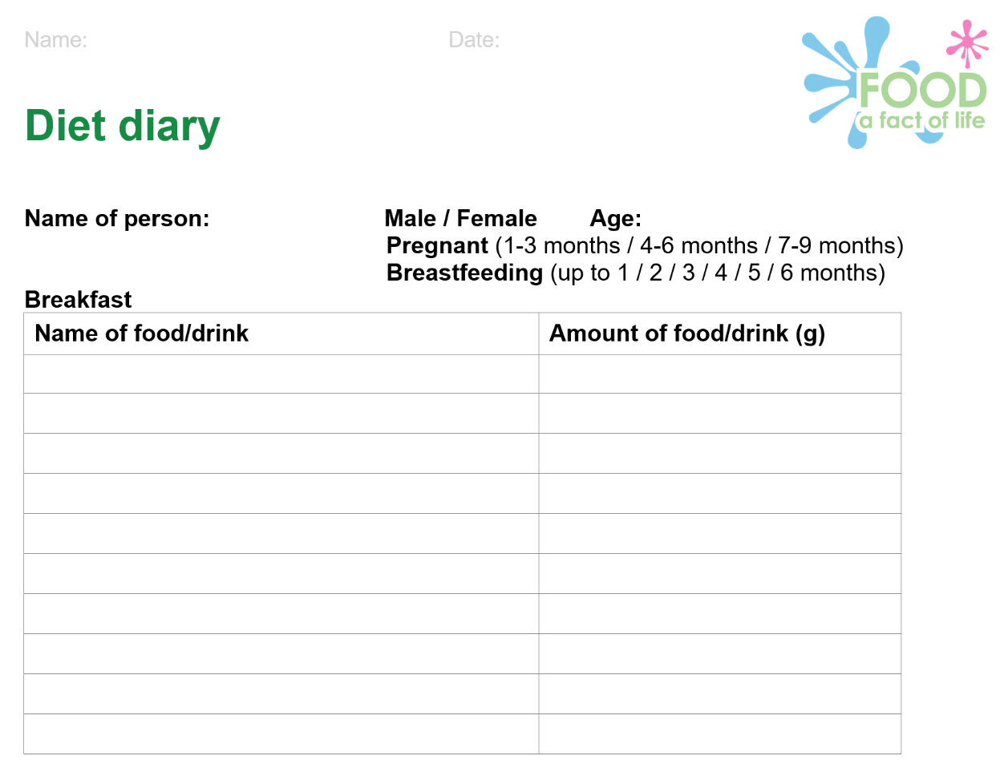 Name: Date:
FOOD
a fact of life
Diet diary
Name of person: Male / Female Age:
Pregnant (1-3 months / 4-6 months / 7-9 months)
Breastfeeding (up to 1 / 2 / 3 / 4 / 5 / 6 months)
Breakfast
Name of food/drink Amount of food/drink (g)